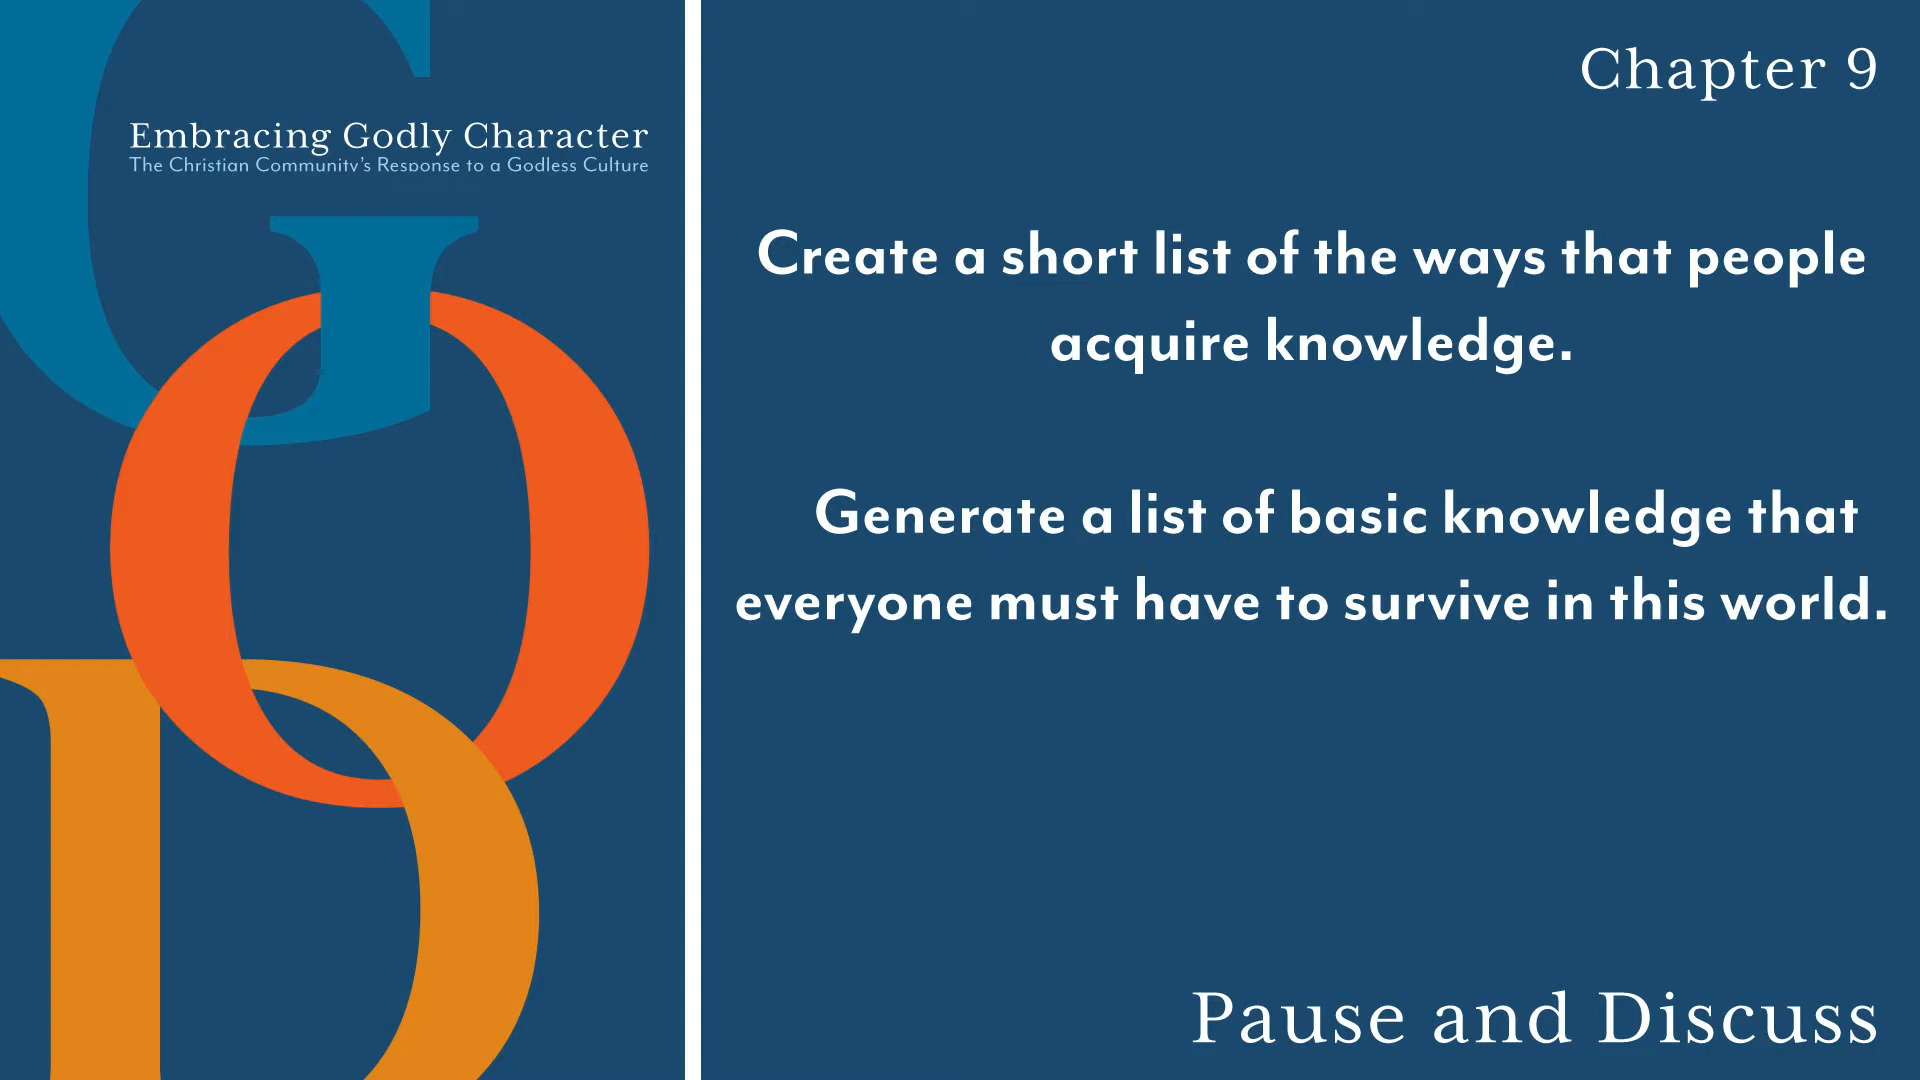 Embracing Godly Character
The Christian Community's Response to a Godless Culture
GOD
Chapter 9
Create a short list of the ways that people
acquire knowledge.
Generate a list of basic knowledge that
everyone must have to survive in this world.
Pause and Discuss